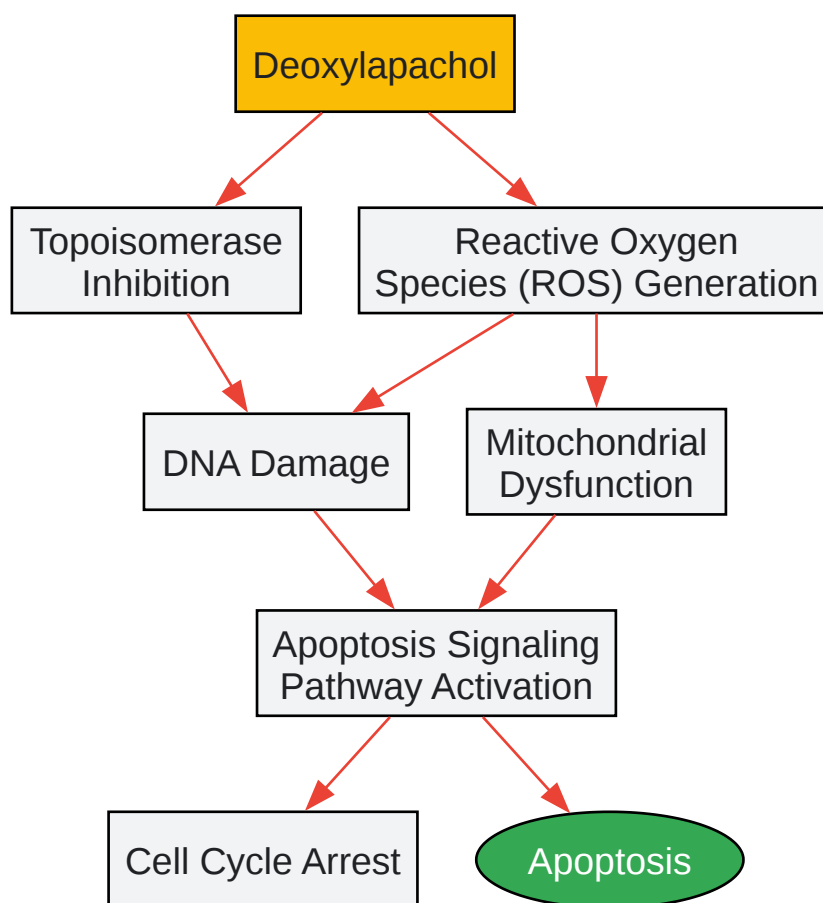 Deoxylapachol
Topoisomerase
Inhibition
Reactive Oxygen
Species (ROS) Generation
DNA Damage
Mitochondrial
Dysfunction
Apoptosis Signaling
Pathway Activation
Cell Cycle Arrest
Apoptosis